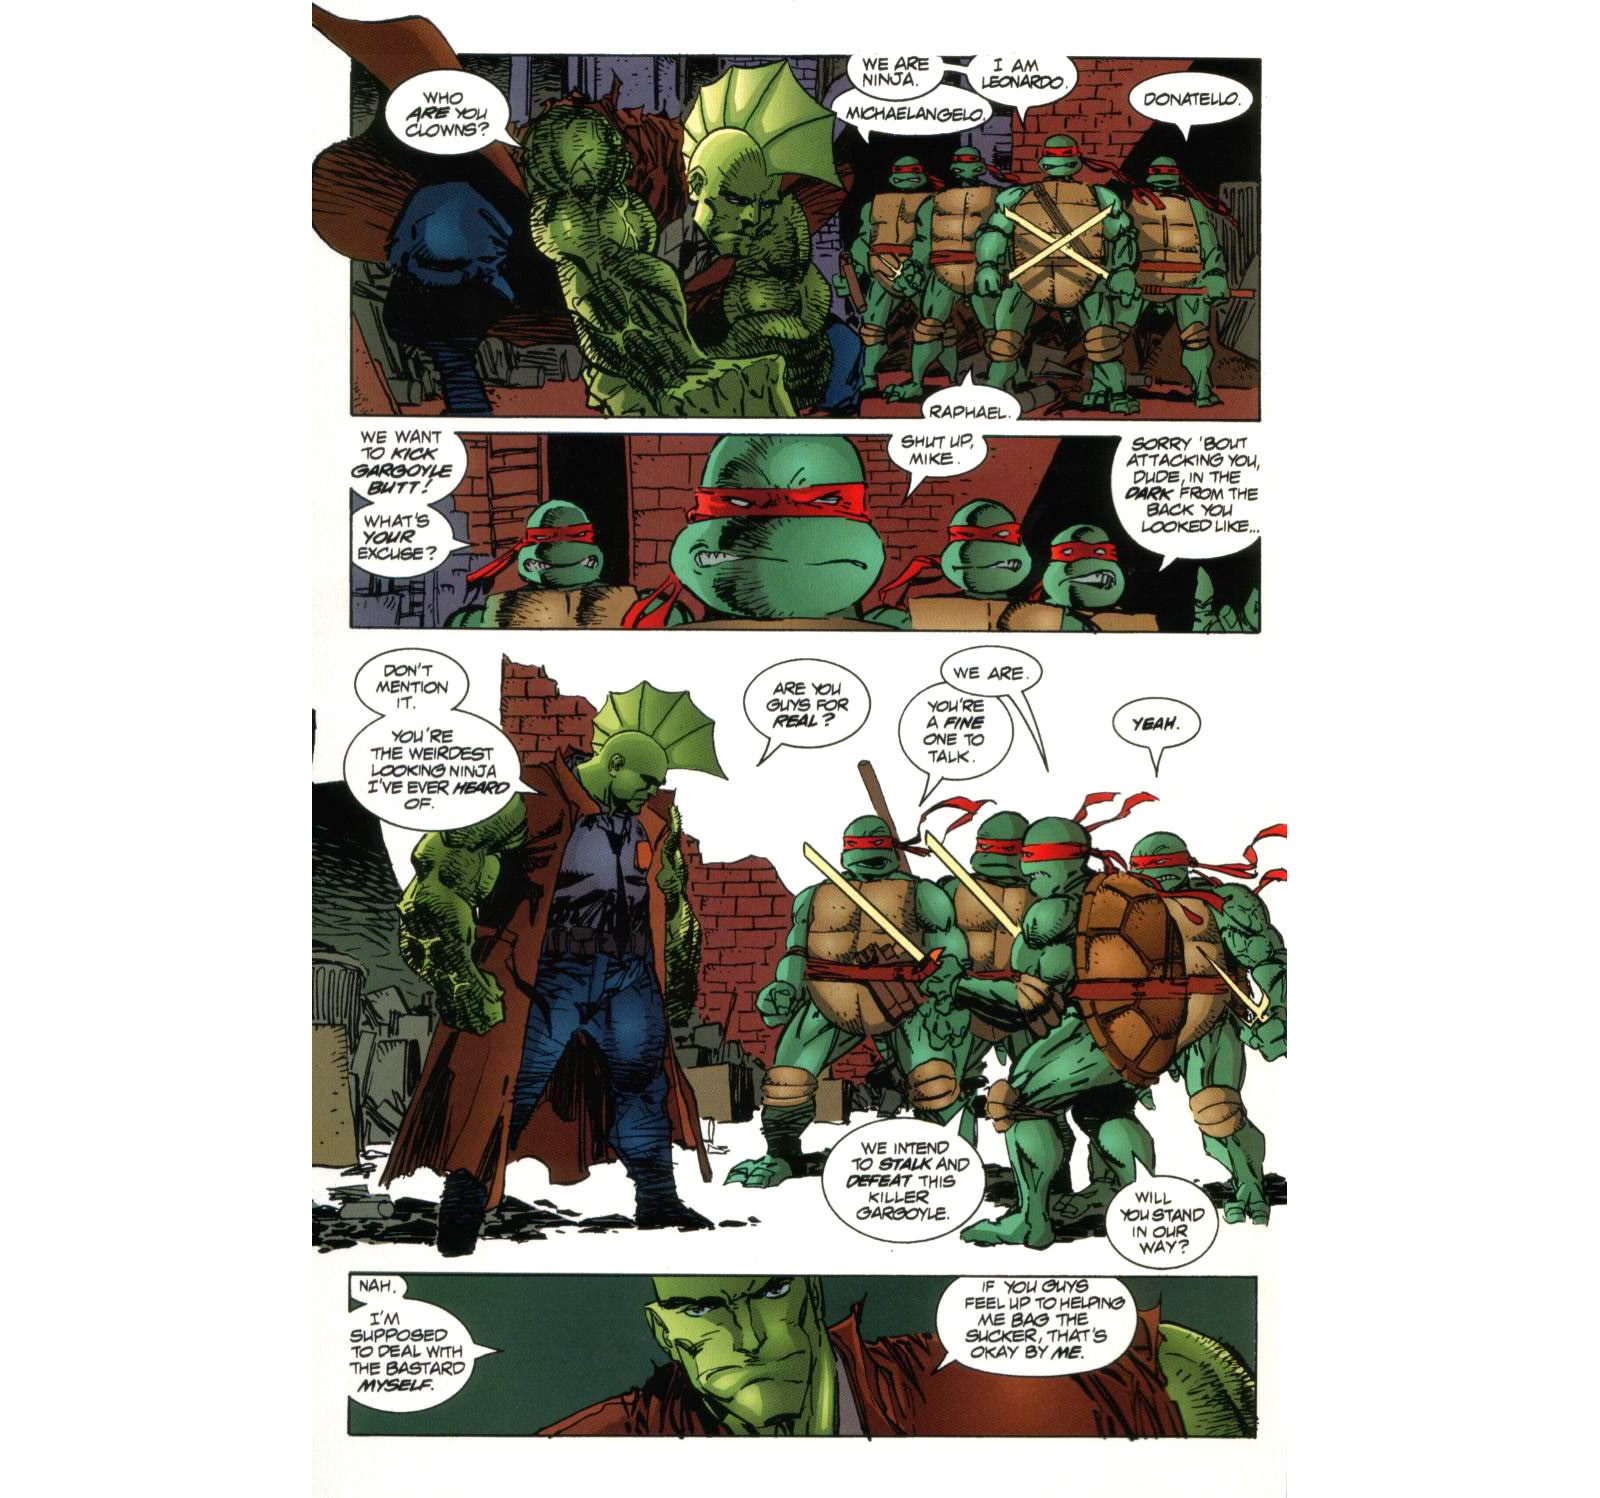 WHO
ARE YOU
CLOWNS?
WE ARE
NINJA.
I AM
LEONARDO.
MICHAELANGELO.
DONATELLO.
RAPHAEL.
WE WANT
TO KICK
GARGOYLE
BUTT!
WHAT'S
YOUR
EXCUSE?
SHUT UP,
MIKE.
SORRY 'BOUT
ATTACKING YOU,
DUDE, IN THE
DARK FROM THE
BACK YOU
LOOKED LIKE...
DON'T
MENTION
IT.
YOU'RE
THE WEIRDEST
LOOKING NINJA
I'VE EVER HEARD
OF.
ARE YOU
GUYS FOR
REAL?
YOU'RE
A FINE
ONE TO
TALK.
WE ARE.
YEAH.
WE INTEND
TO STALK AND
DEFEAT THIS
KILLER
GARGOYLE.
WILL
YOU STAND
IN OUR
WAY?
NAH.
I'M
SUPPOSED
TO DEAL WITH
THE BASTARD
MYSELF.
IF YOU GUYS
FEEL UP TO HELPING
ME BAG THE
SUCKER, THAT'S
OKAY BY ME.